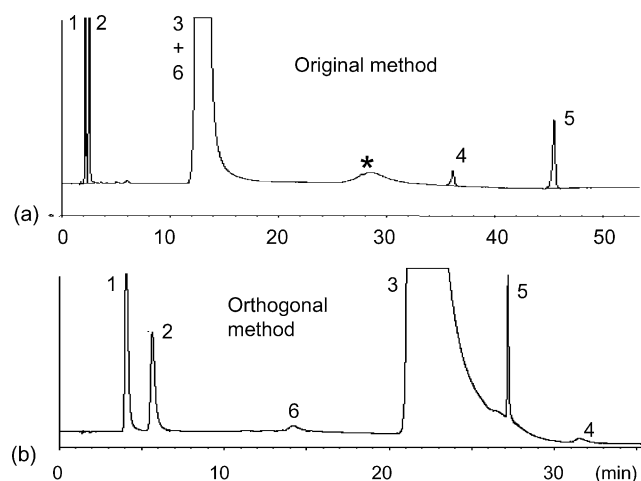 1 2 3 + 6
Original method
* 4 5
(a)
0 10 20 30 40 50
1 2 3 5
Orthogonal method
6 4
(b)
0 10 20 30 (min)